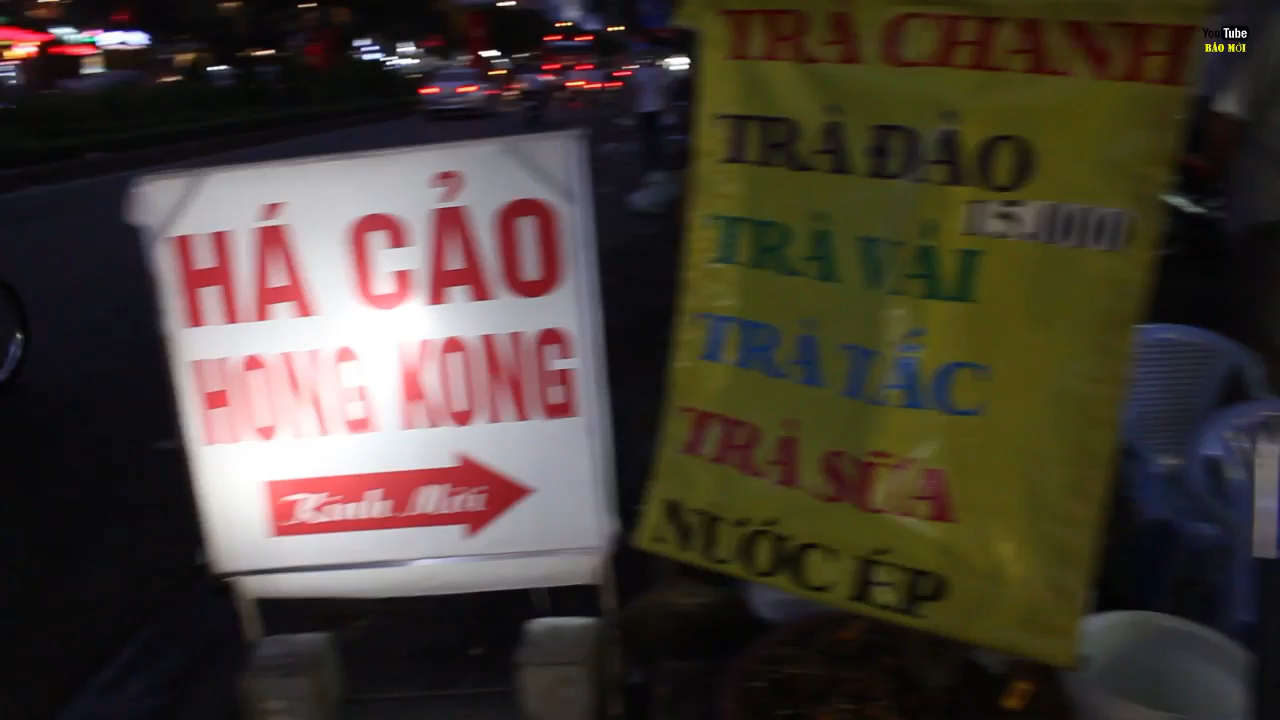 HÁ CẢO
HONG KONG
Kính Mời
TRÀ CHANH
TRÀ ĐÀO
15.000
TRÀ VẢI
TRÀ TẮC
TRÀ SỮA
NƯỚC ÉP
YouTube
BẢO MỚI